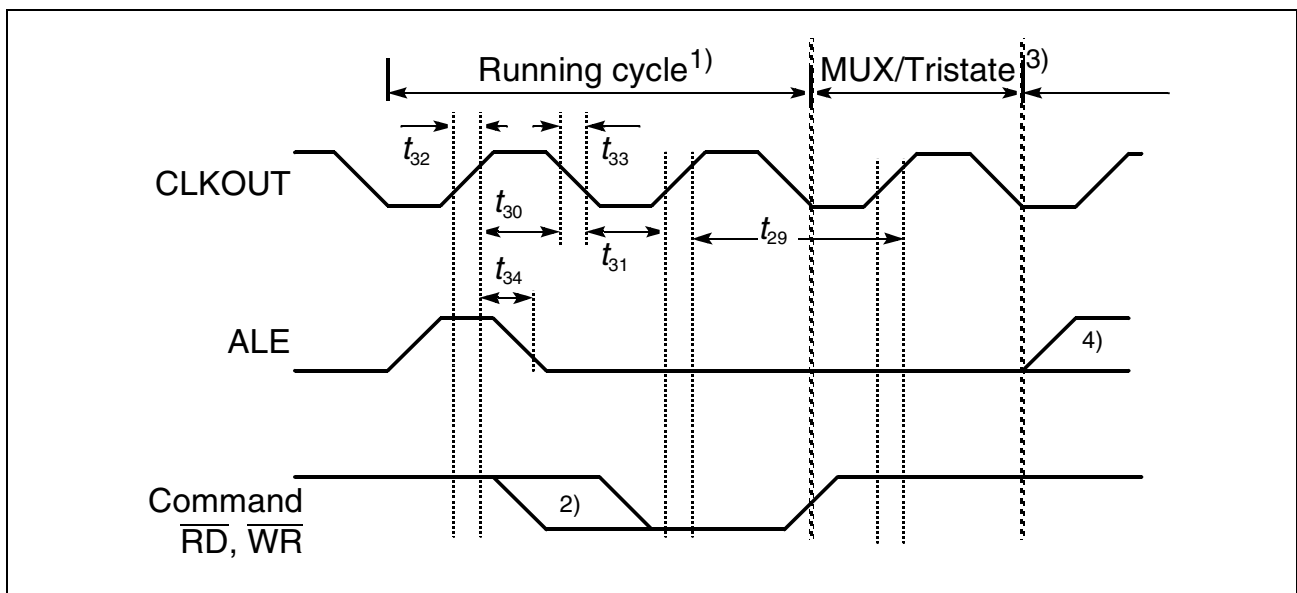 Running cycle1) MUX/Tristate 3)
t32 t33
CLKOUT
t30
t31
t29
t34
ALE
4)
Command
RD, WR
2)